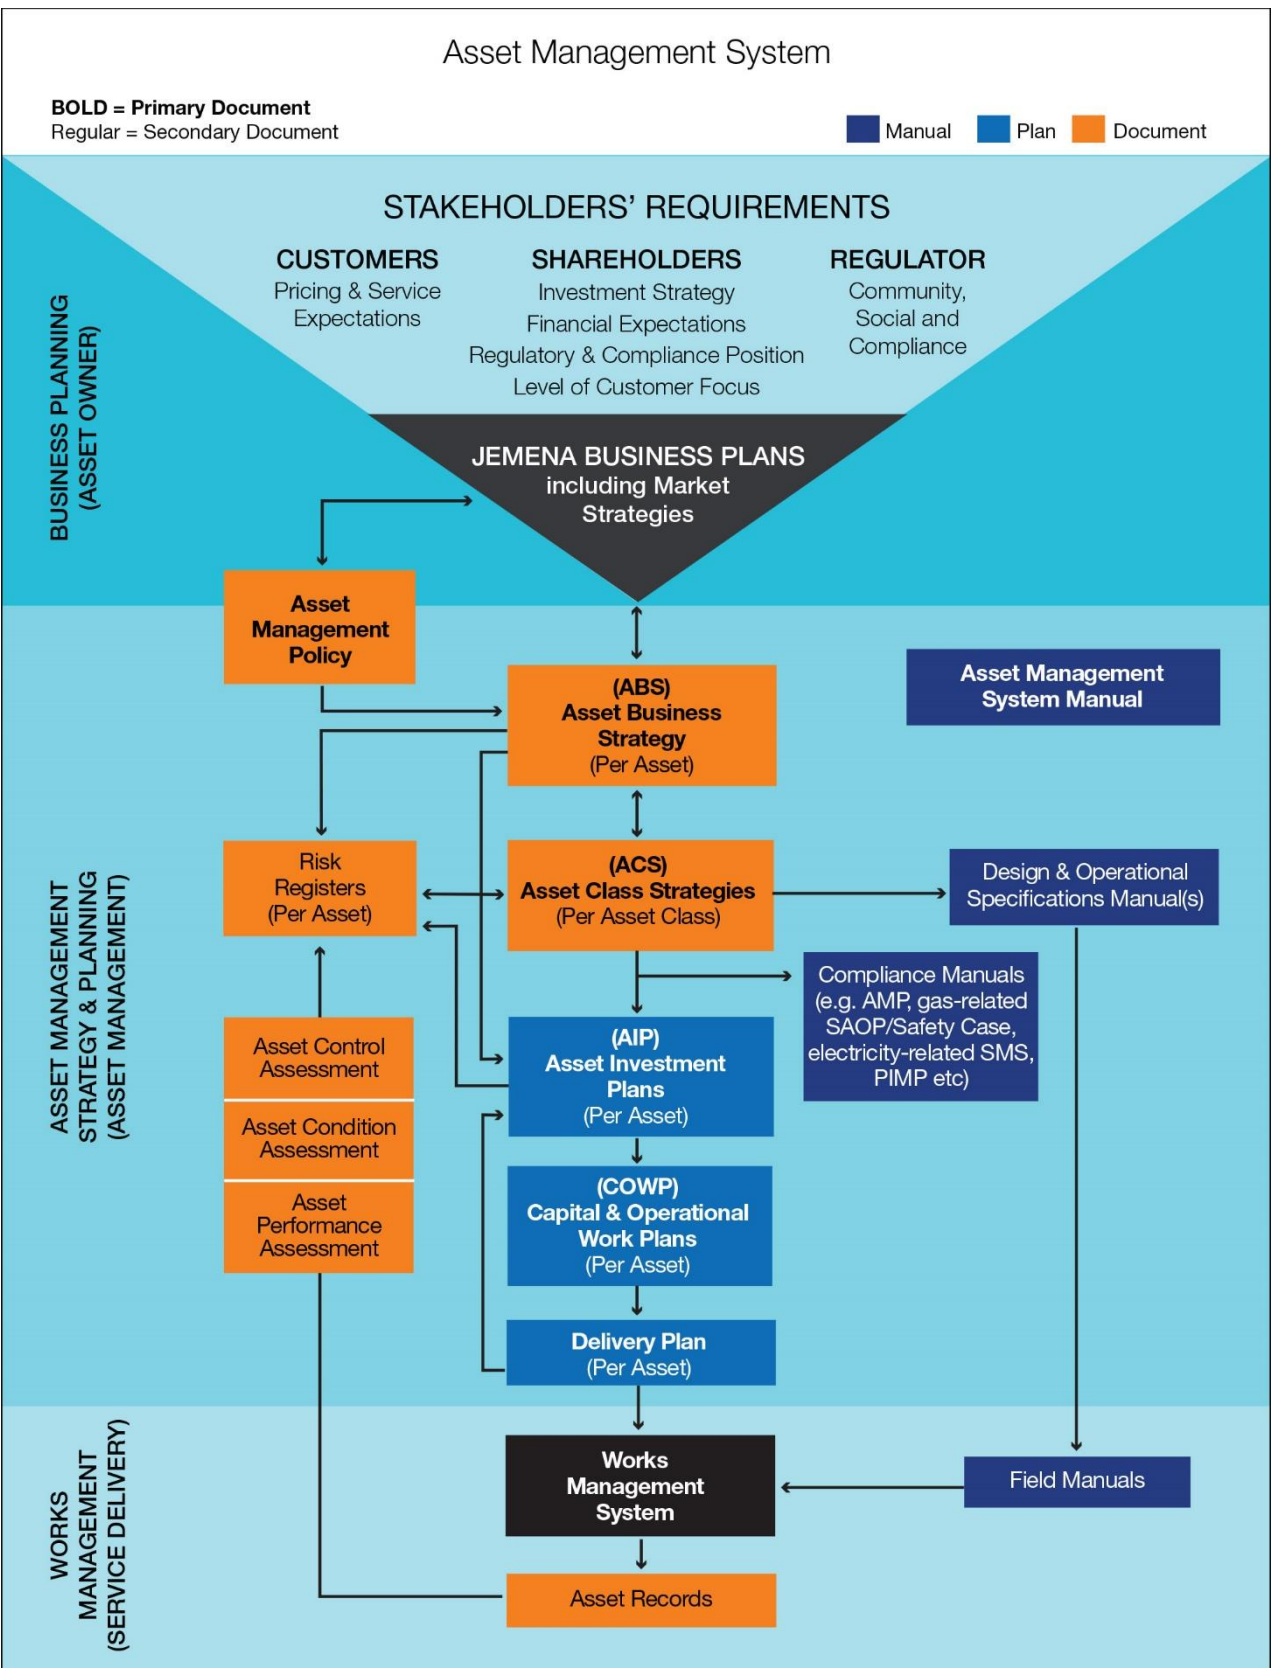 Asset Management System
BOLD = Primary Document
Regular = Secondary Document
Manual
Plan
Document
STAKEHOLDERS’ REQUIREMENTS
CUSTOMERS
Pricing & Service
Expectations
SHAREHOLDERS
Investment Strategy
Financial Expectations
Regulatory & Compliance Position
Level of Customer Focus
REGULATOR
Community,
Social and
Compliance
BUSINESS PLANNING
(ASSET OWNER)
JEMENA BUSINESS PLANS
including Market
Strategies
Asset
Management
Policy
(ABS)
Asset Business
Strategy
(Per Asset)
Asset Management
System Manual
ASSET MANAGEMENT
STRATEGY & PLANNING
(ASSET MANAGEMENT)
Risk
Registers
(Per Asset)
(ACS)
Asset Class Strategies
(Per Asset Class)
Design & Operational
Specifications Manual(s)
Compliance Manuals
(e.g. AMP, gas-related
SAOP/Safety Case,
electricity-related SMS,
PIMP etc)
Asset Control
Assessment
Asset Condition
Assessment
Asset
Performance
Assessment
(AIP)
Asset Investment
Plans
(Per Asset)
(COWP)
Capital & Operational
Work Plans
(Per Asset)
Delivery Plan
(Per Asset)
WORKS
MANAGEMENT
(SERVICE DELIVERY)
Works
Management
System
Field Manuals
Asset Records